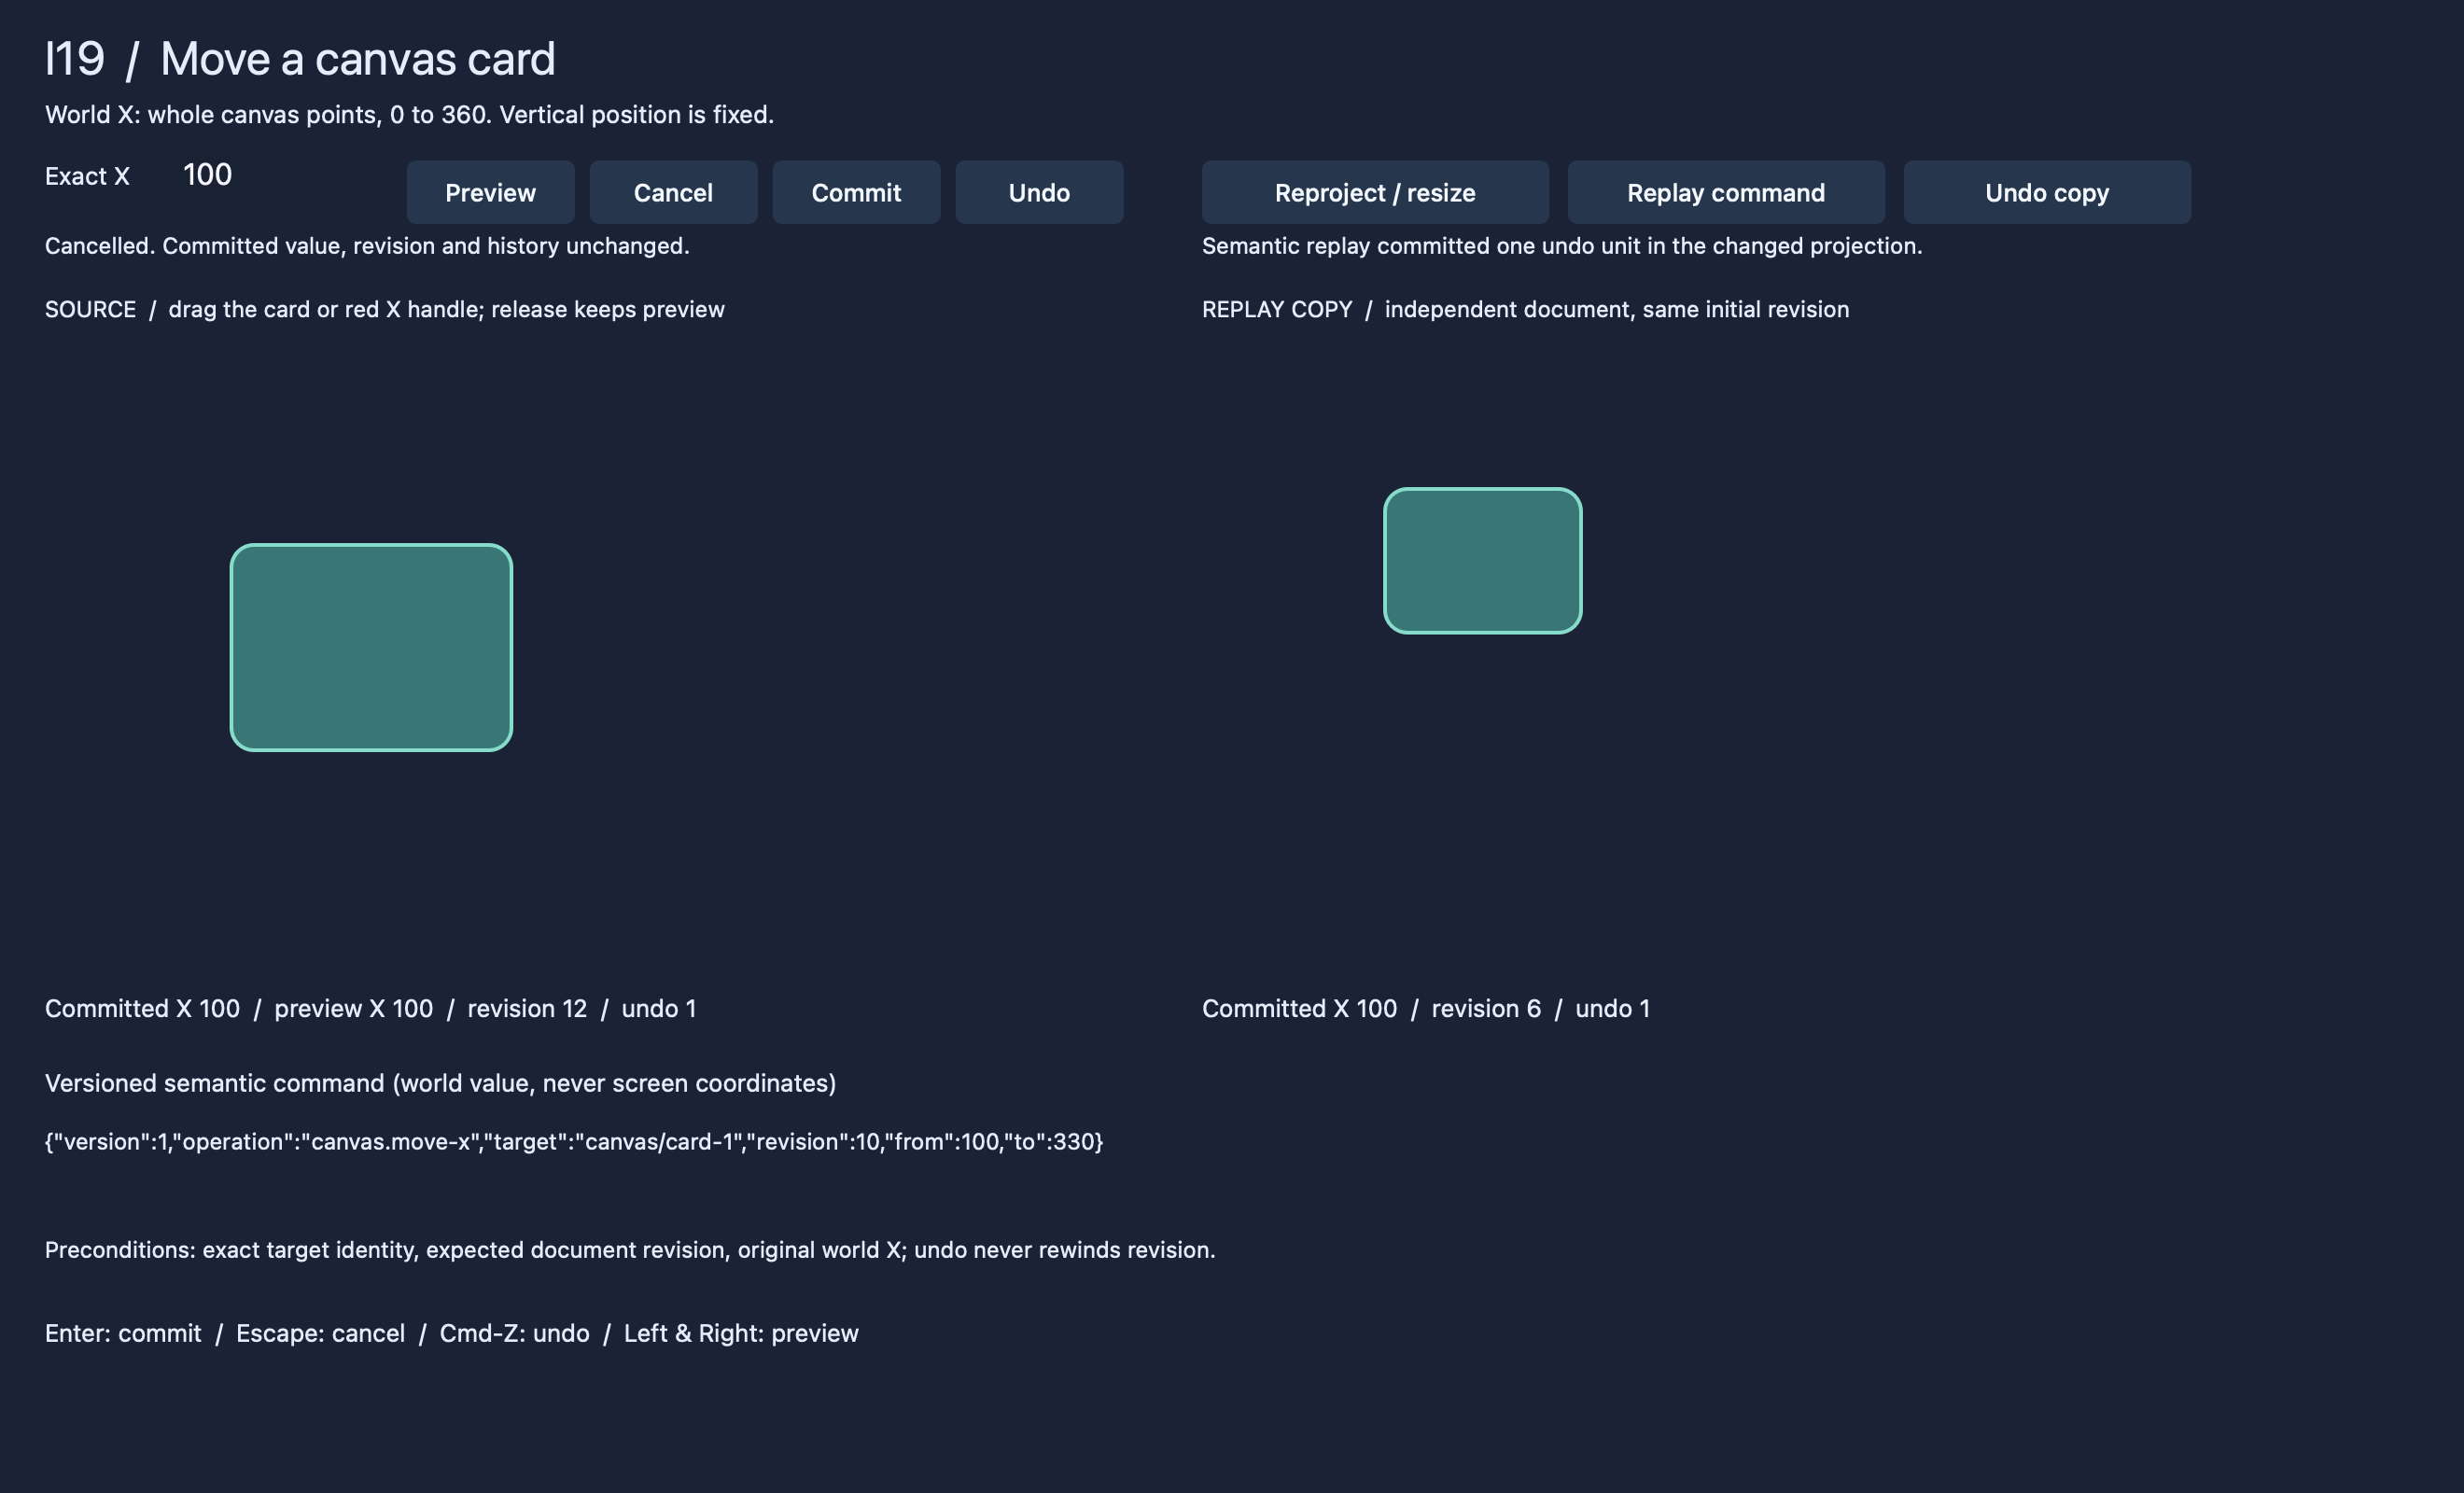 I19 / Move a canvas card
World X: whole canvas points, 0 to 360. Vertical position is fixed.
Exact X 100 Preview Cancel Commit Undo Reproject / resize Replay command Undo copy
Cancelled. Committed value, revision and history unchanged.
Semantic replay committed one undo unit in the changed projection.
SOURCE / drag the card or red X handle; release keeps preview
REPLAY COPY / independent document, same initial revision
Committed X 100 / preview X 100 / revision 12 / undo 1
Committed X 100 / revision 6 / undo 1
Versioned semantic command (world value, never screen coordinates)
{"version":1,"operation":"canvas.move-x","target":"canvas/card-1","revision":10,"from":100,"to":330}
Preconditions: exact target identity, expected document revision, original world X; undo never rewinds revision.
Enter: commit / Escape: cancel / Cmd-Z: undo / Left & Right: preview